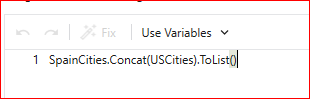 Fix Use Variables
1 SpainCities.Concat(USCities).ToList()